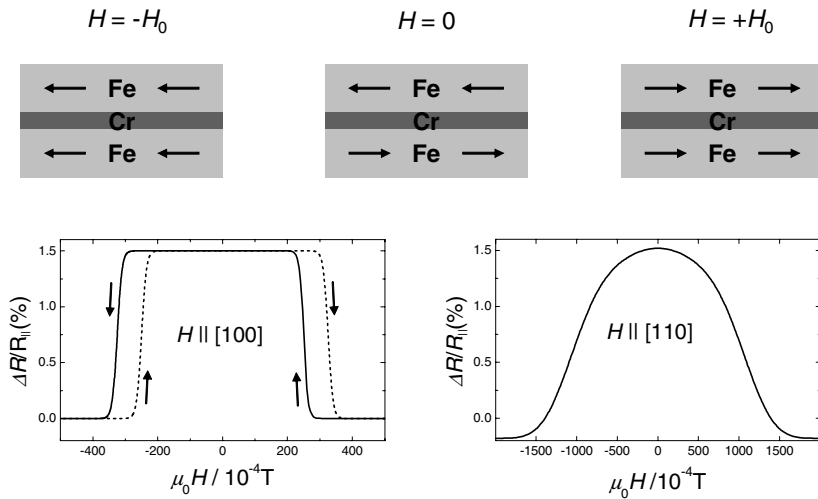 H = -H₀
H = 0
H = +H₀
Fe
Cr
Fe
Fe
Cr
Fe
Fe
Cr
Fe
1.5
1.0
0.5
0.0
ΔR/R||(%)
H || [100]
-400 -200 0 200 400
μ₀H / 10⁻⁴T
1.5
1.0
0.5
0.0
ΔR/R||(%)
H || [110]
-1500 -1000 -500 0 500 1000 1500
μ₀H /10⁻⁴T